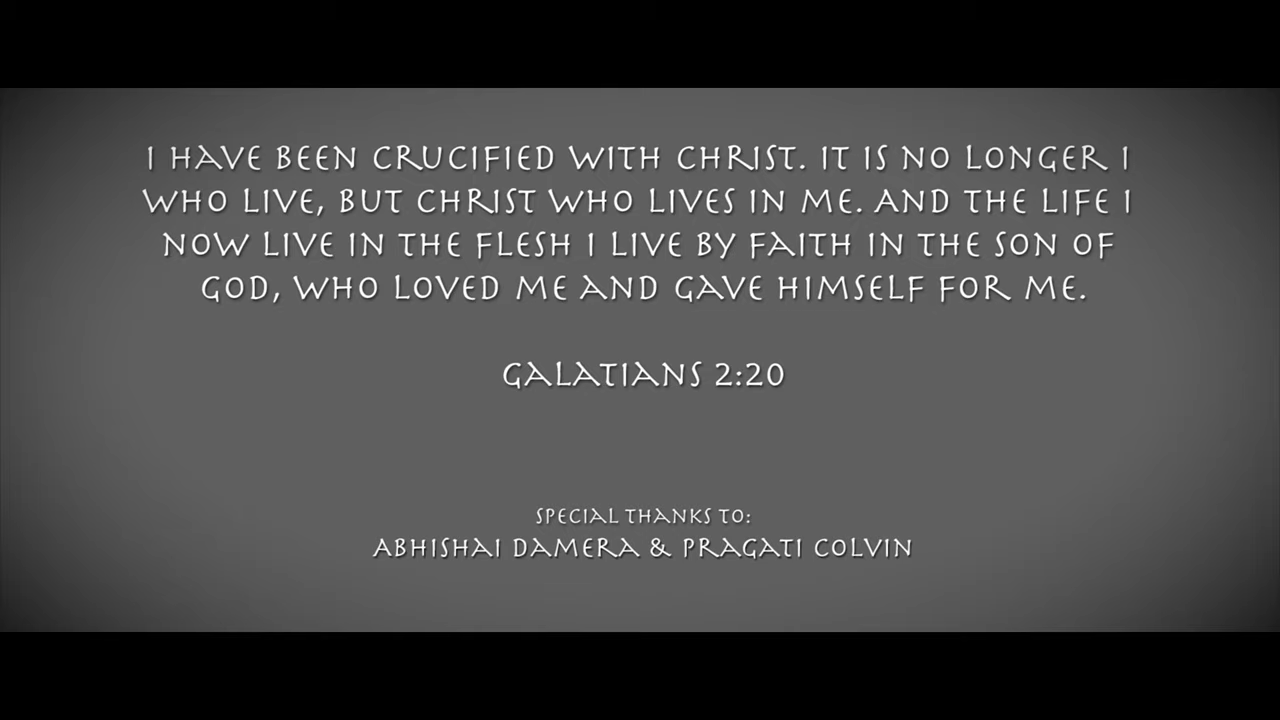 I HAVE BEEN CRUCIFIED WITH CHRIST. IT IS NO LONGER I
WHO LIVE, BUT CHRIST WHO LIVES IN ME. AND THE LIFE I
NOW LIVE IN THE FLESH I LIVE BY FAITH IN THE SON OF
GOD, WHO LOVED ME AND GAVE HIMSELF FOR ME.
GALATIANS 2:20
SPECIAL THANKS TO:
ABHISHAI DAMERA & PRAGATI COLVIN